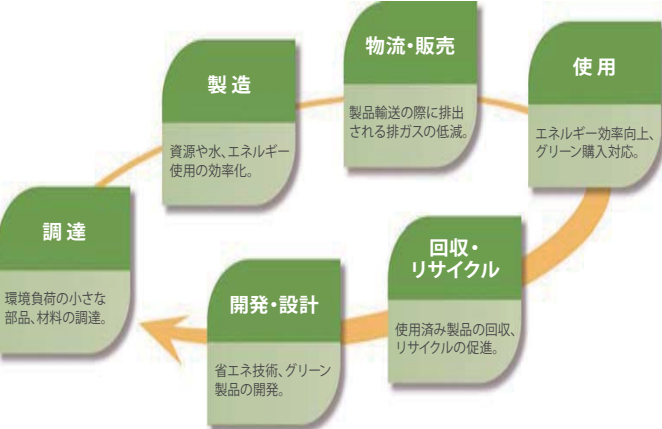 調達
環境負荷の小さな
部品、材料の調達。
製造
資源や水、エネルギー
使用の効率化。
物流・販売
製品輸送の際に排出
される排ガスの低減。
使用
エネルギー効率向上、
グリーン購入対応。
回収・
リサイクル
使用済み製品の回収、
リサイクルの促進。
開発・設計
省エネ技術、グリーン
製品の開発。